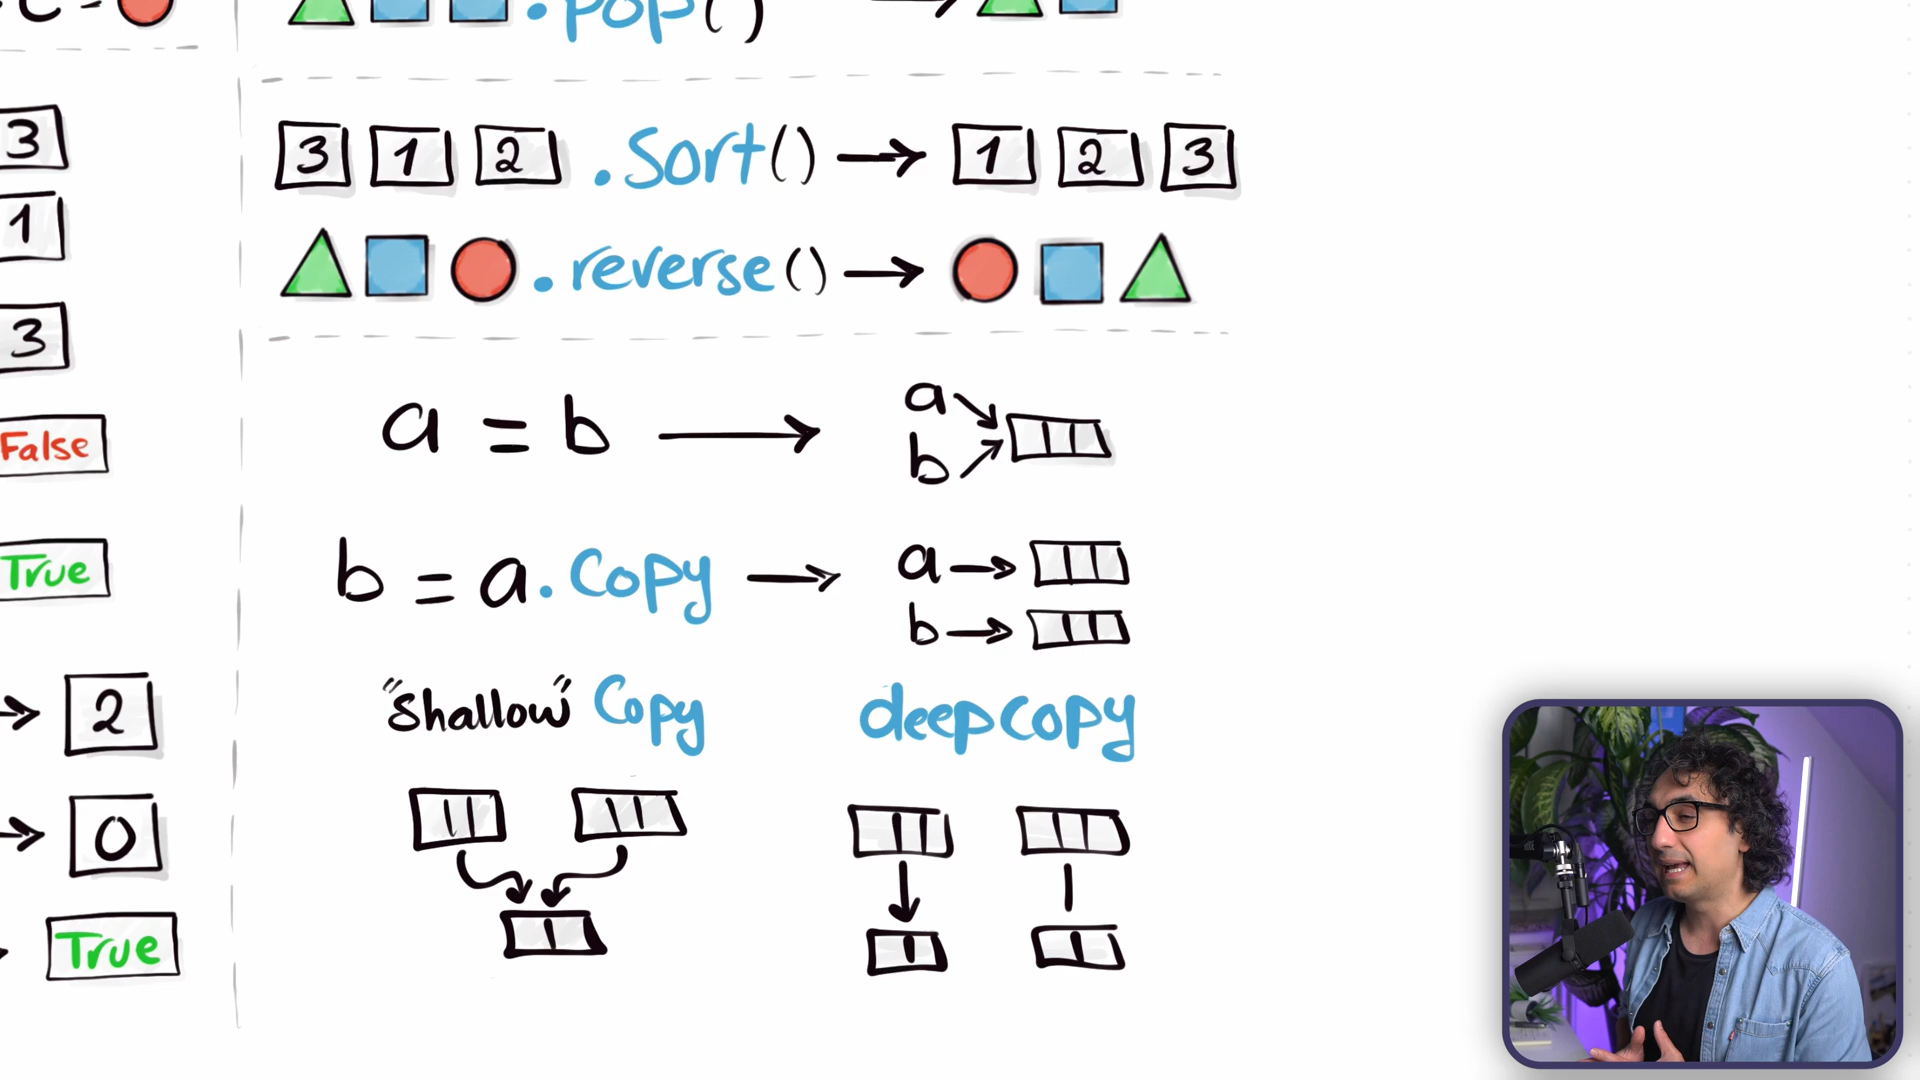 .pop()
3
1
3
False
True
2
0
True
3 1 2 .Sort() → 1 2 3
.reverse() →
a = b → a
b
b = a.Copy → a →
b →
"Shallow" Copy
deepcopy